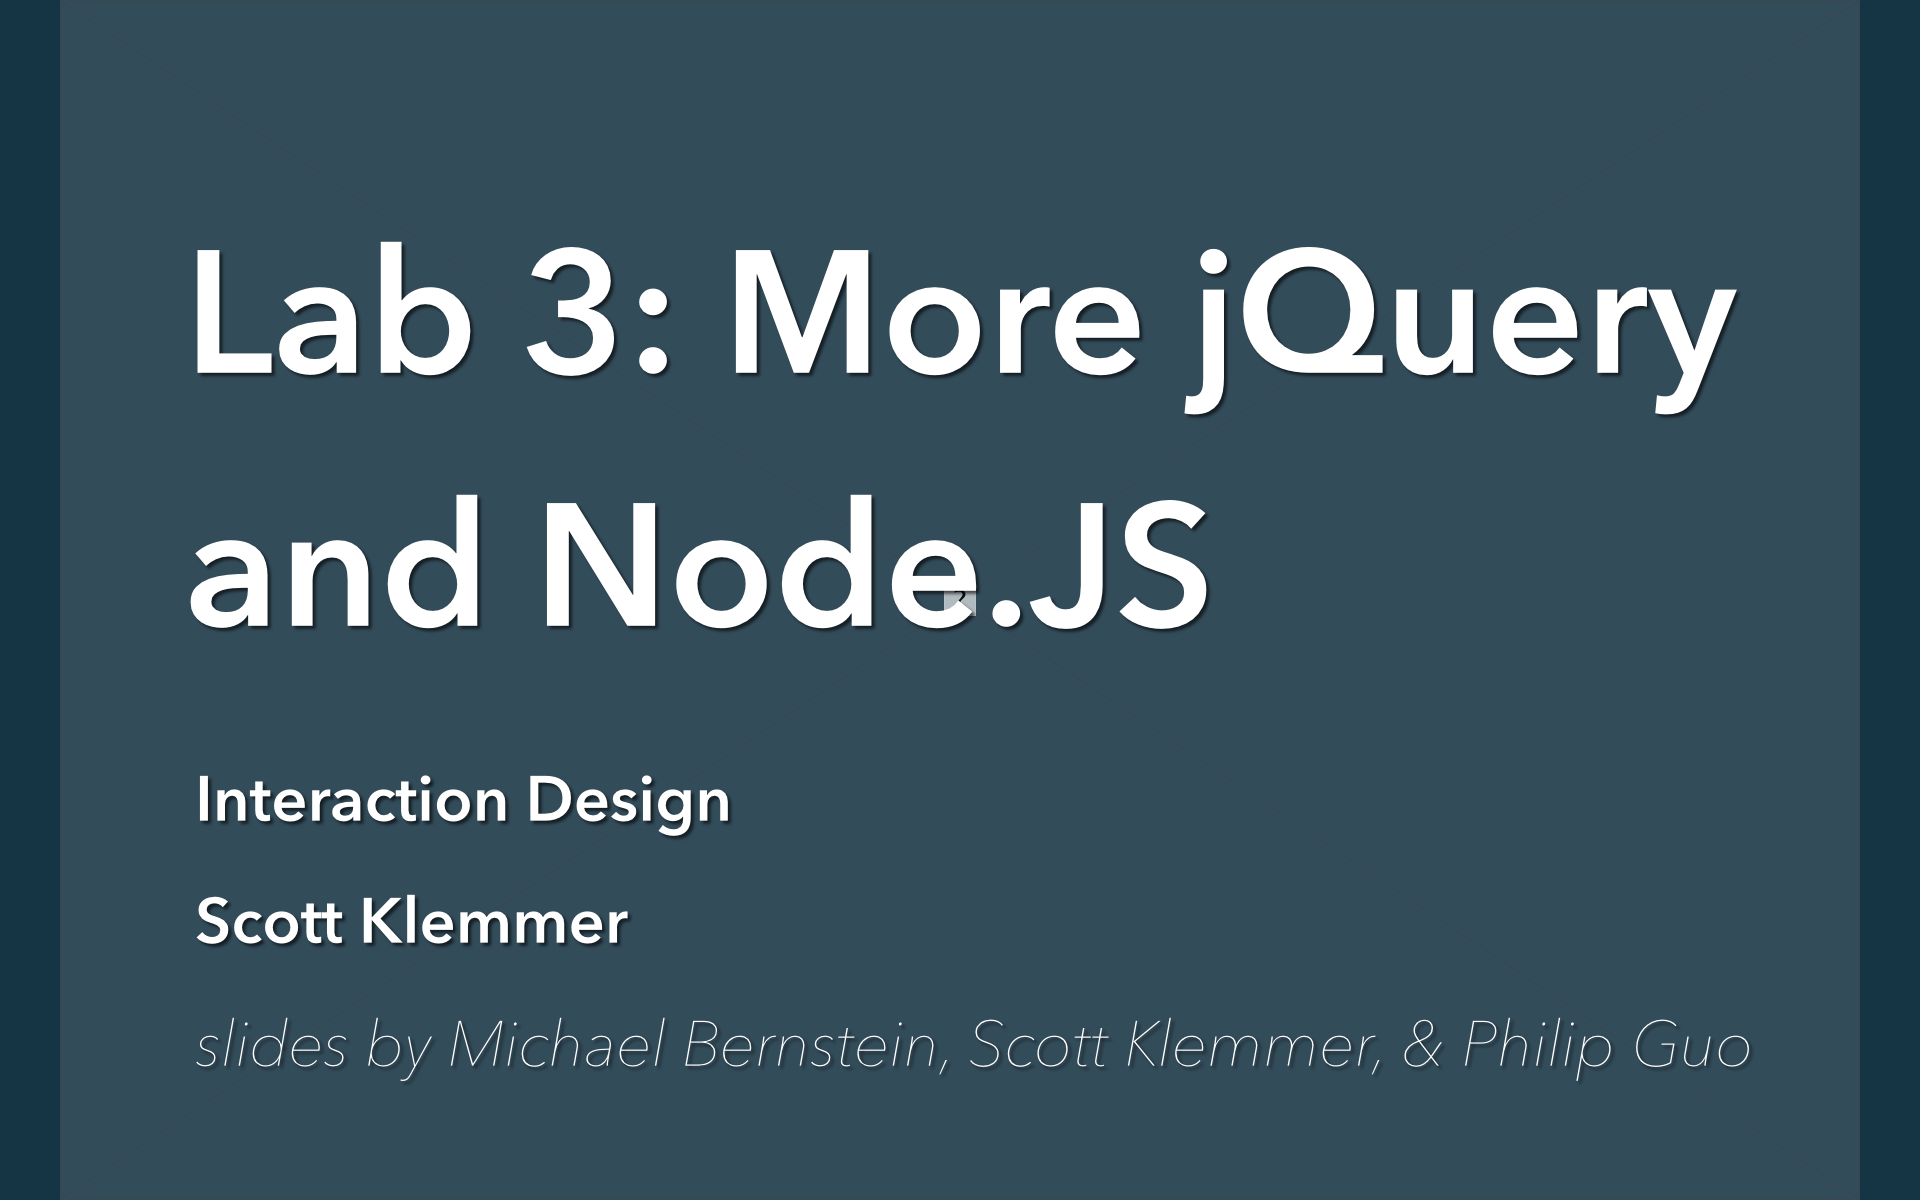 Lab 3: More jQuery
and Node.JS
Interaction Design
Scott Klemmer
slides by Michael Bernstein, Scott Klemmer, & Philip Guo